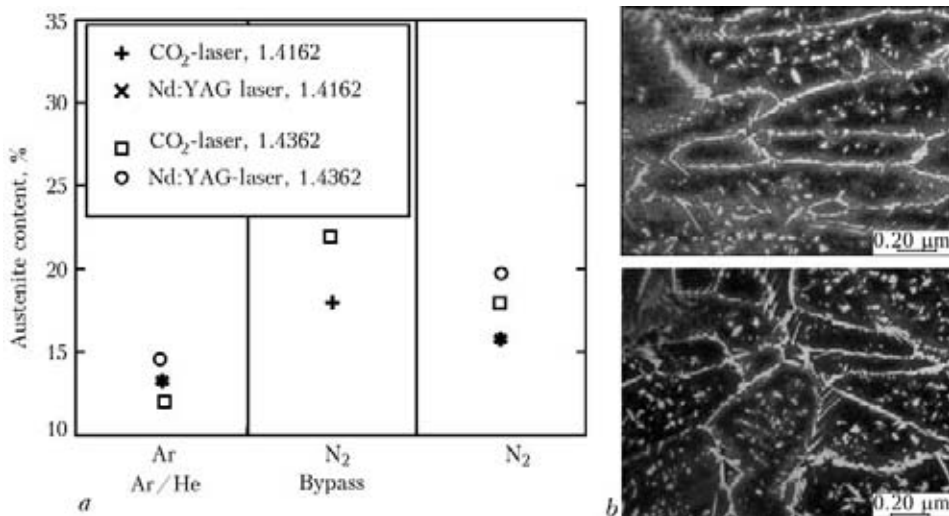 35
30
25
20
15
10
Austenite content, %
CO₂-laser, 1.4162
Nd:YAG laser, 1.4162
CO₂-laser, 1.4362
Nd:YAG-laser, 1.4362
Ar
Ar/He
N₂
Bypass
N₂
a
b
0.20 μm
0.20 μm